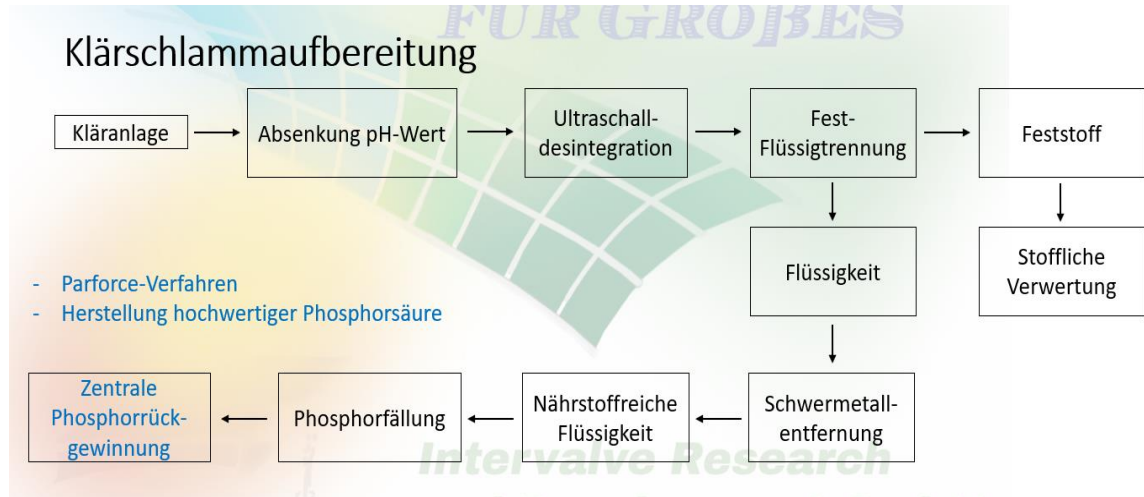 FÜR GROßES
Klärschlammaufbereitung
Kläranlage
Absenkung pH-Wert
Ultraschall-
desintegration
Fest-
Flüssigtrennung
Feststoff
Flüssigkeit
Stoffliche
Verwertung
- Parforce-Verfahren
- Herstellung hochwertiger Phosphorsäure
Zentrale
Phosphorrück-
gewinnung
Phosphorfällung
Nährstoffreiche
Flüssigkeit
Schwermetall-
entfernung
Intervalve Research